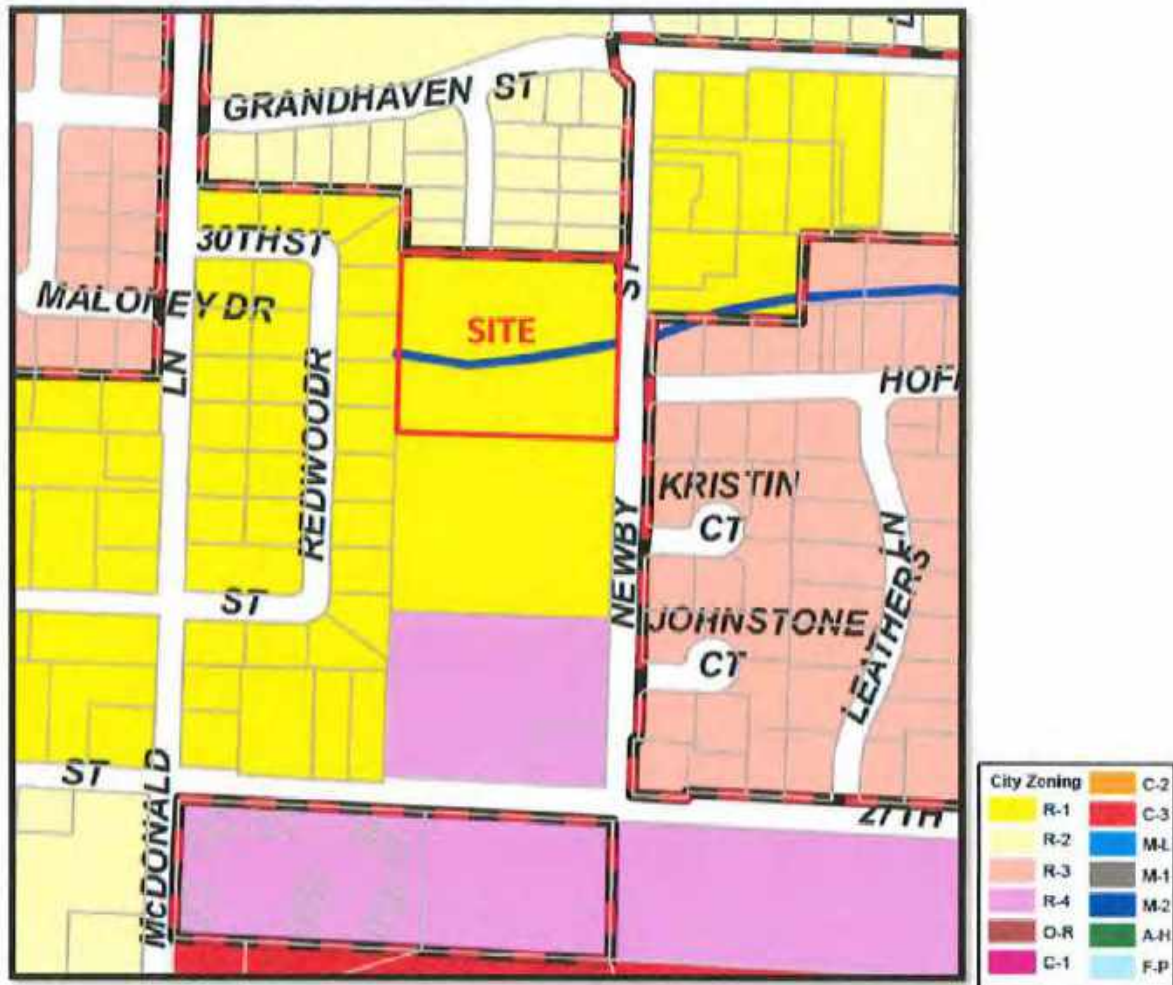 GRANDHAVEN ST
30TH ST
MALONEY DR
LN
SITE
ST
HOFF
REDWOOD DR
NEWBY
KRISTIN
CT
ST
JOHNSTONE
CT
LEATHERS LN
ST
McDONALD
27TH
City Zoning
R-1
R-2
R-3
R-4
O-R
C-1
C-2
C-3
M-L
M-1
M-2
A-H
F-P